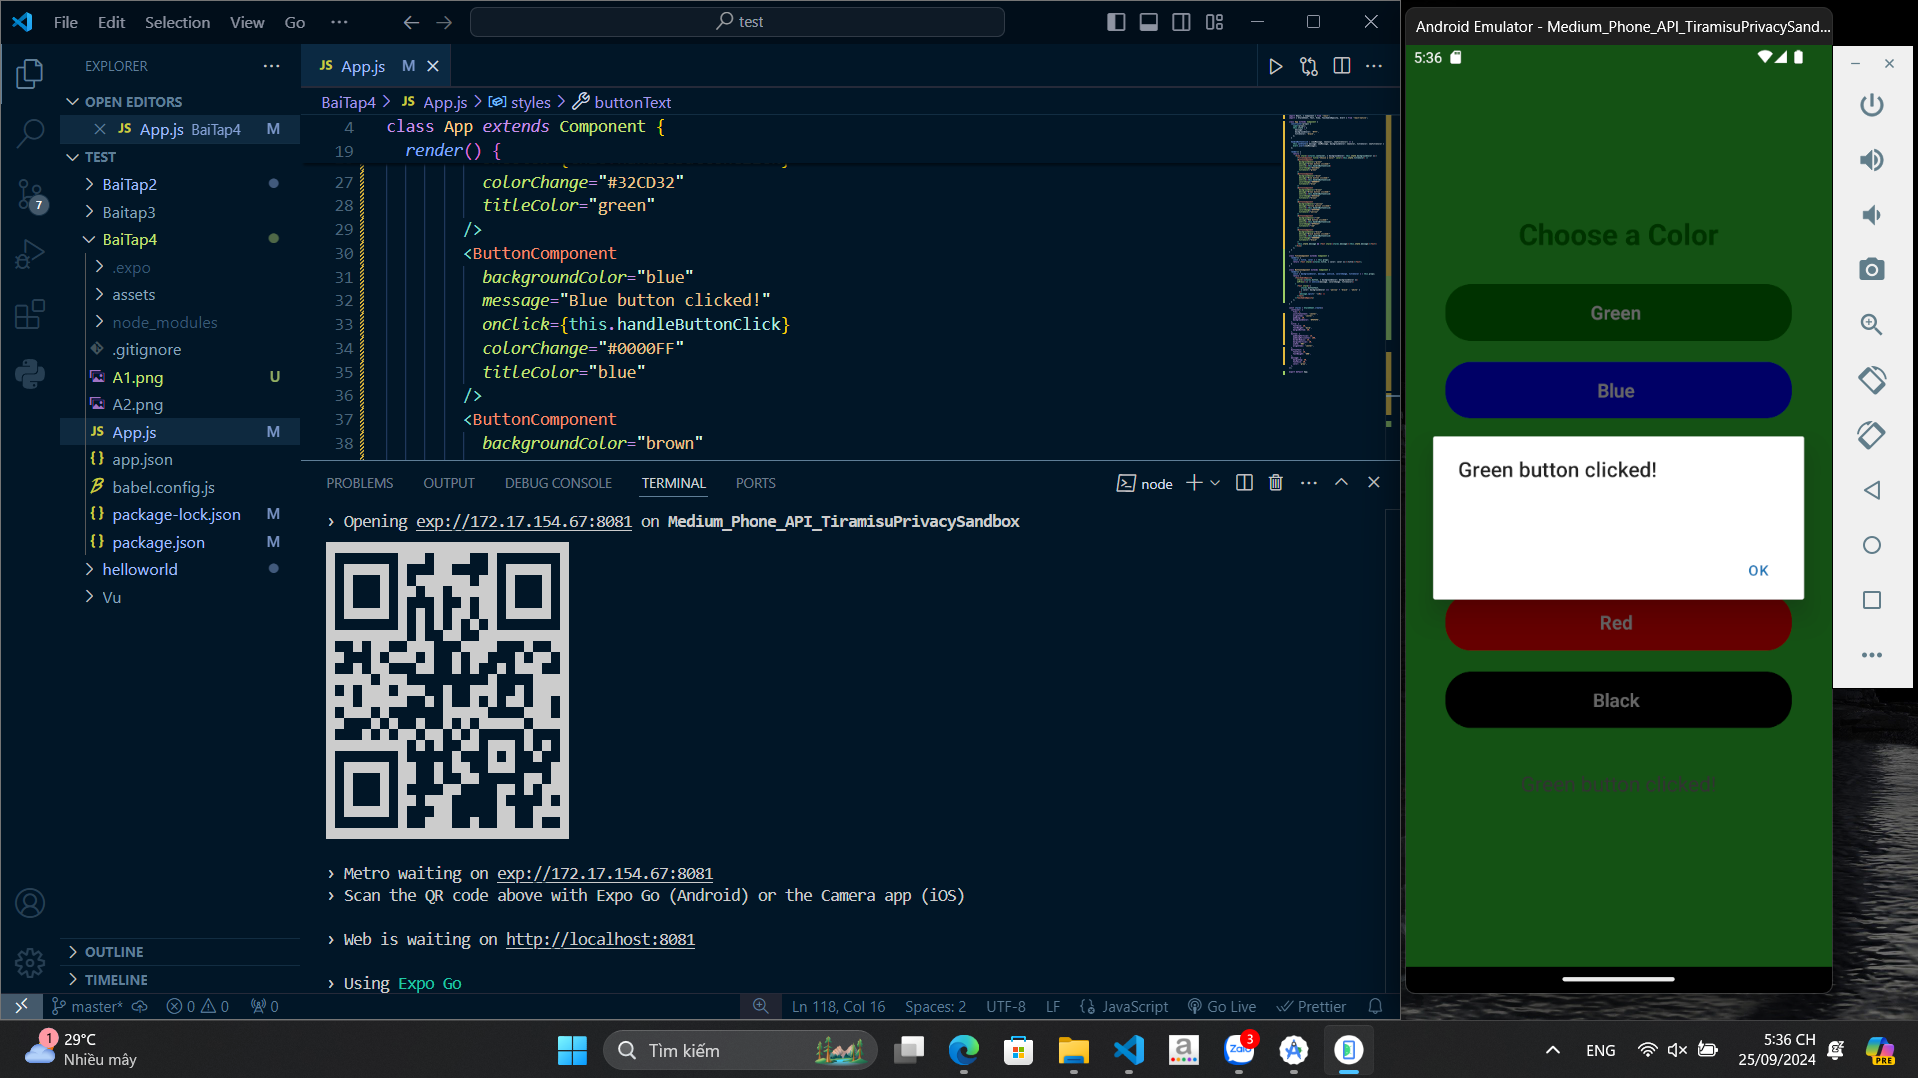 File Edit Selection View Go ···
test
EXPLORER
OPEN EDITORS
JS App.js BaiTap4 M
TEST
BaiTap2
Baitap3
BaiTap4
.expo
assets
node_modules
.gitignore
A1.png U
A2.png
JS App.js M
{} app.json
babel.config.js
{} package-lock.json M
{} package.json M
helloworld
Vu
OUTLINE
TIMELINE
7
JS App.js M
BaiTap4 > JS App.js > styles > buttonText
4 class App extends Component {
19 render() {
27 colorChange="#32CD32"
28 titleColor="green"
29 />
30 <ButtonComponent
31 backgroundColor="blue"
32 message="Blue button clicked!"
33 onClick={this.handleButtonClick}
34 colorChange="#0000FF"
35 titleColor="blue"
36 />
37 <ButtonComponent
38 backgroundColor="brown"
PROBLEMS OUTPUT DEBUG CONSOLE TERMINAL PORTS
node
› Opening exp://172.17.154.67:8081 on Medium_Phone_API_TiramisuPrivacySandbox
› Metro waiting on exp://172.17.154.67:8081
› Scan the QR code above with Expo Go (Android) or the Camera app (iOS)
› Web is waiting on http://localhost:8081
› Using Expo Go
master* 0 0 0
Ln 118, Col 16 Spaces: 2 UTF-8 LF {} JavaScript Go Live Prettier
Android Emulator - Medium_Phone_API_TiramisuPrivacySand...
5:36
Choose a Color
Green
Blue
Green button clicked!
OK
Red
Black
Green button clicked!
1
29°C
Nhiều mây
Tìm kiếm
a
Zalo
3
ENG
5:36 CH
25/09/2024
PRE